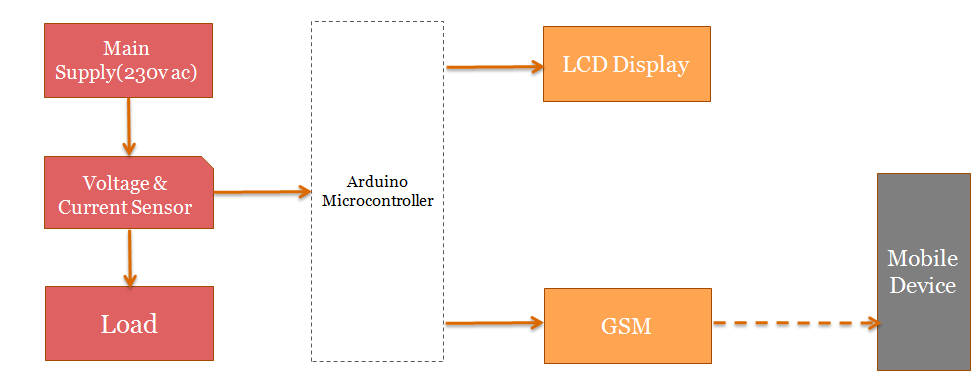 Main
Supply(230v ac)
Voltage &
Current Sensor
Load
Arduino
Microcontroller
LCD Display
GSM
Mobile
Device